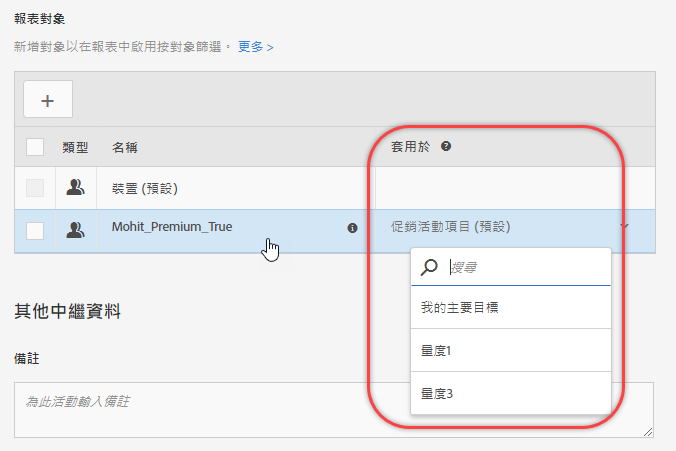 報表對象
新增對象以在報表中啟用按對象篩選。 更多 >
+
類型 名稱 套用於 ?
裝置 (預設)
Mohit_Premium_True 促銷活動項目 (預設)
搜尋
我的主要目標
量度1
量度3
其他中繼資料
備註
為此活動輸入備註